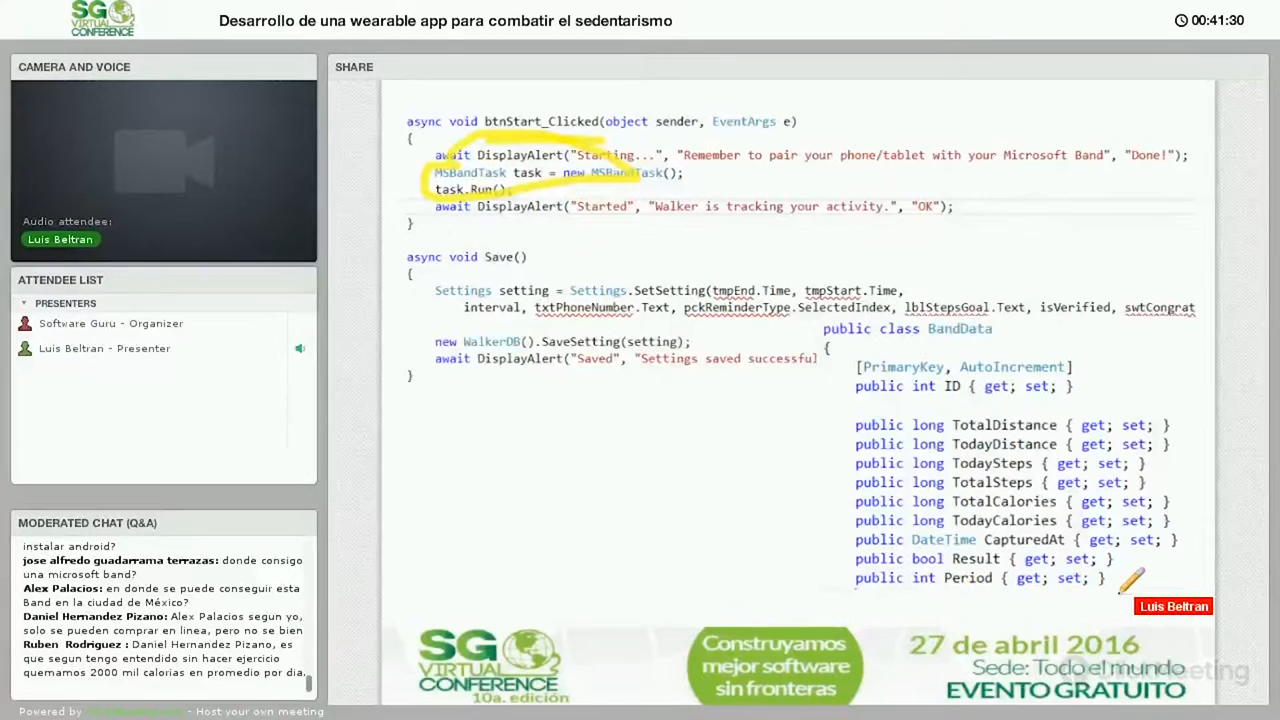 SG
VIRTUAL
CONFERENCE
Desarrollo de una wearable app para combatir el sedentarismo
00:41:30
CAMERA AND VOICE
Audio attendee:
Luis Beltran
ATTENDEE LIST
PRESENTERS
Software Guru - Organizer
Luis Beltran - Presenter
MODERATED CHAT (Q&A)
instalar android?
jose alfredo guadarrama terrazas: donde consigo
una microsoft band?
Alex Palacios: en donde se puede conseguir esta
Band en la ciudad de México?
Daniel Hernandez Pizano: Alex Palacios segun yo,
solo se pueden comprar en linea, pero no se bien
Ruben Rodriguez : Daniel Hernandez Pizano, es
que segun tengo entendido sin hacer ejercicio
quemamos 2000 mil calorias en promedio por dia.
Powered by - Host your own meeting
SHARE
async void btnStart_Clicked(object sender, EventArgs e)
{
await DisplayAlert("Starting...", "Remember to pair your phone/tablet with your Microsoft Band", "Done!");
MSBandTask task = new MSBandTask();
task.Run();
await DisplayAlert("Started", "Walker is tracking your activity.", "OK");
}
async void Save()
{
Settings setting = Settings.SetSetting(tmpEnd.Time, tmpStart.Time,
interval, txtPhoneNumber.Text, pckReminderType.SelectedIndex, lblStepsGoal.Text, isVerified, swtCongrat
new WalkerDB().SaveSetting(setting);
await DisplayAlert("Saved", "Settings saved successful
}
public class BandData
{
[PrimaryKey, AutoIncrement]
public int ID { get; set; }
public long TotalDistance { get; set; }
public long TodayDistance { get; set; }
public long TodaySteps { get; set; }
public long TotalSteps { get; set; }
public long TotalCalories { get; set; }
public long TodayCalories { get; set; }
public DateTime CapturedAt { get; set; }
public bool Result { get; set; }
public int Period { get; set; }
Luis Beltran
SG
VIRTUAL
CONFERENCE
10a. edición
Construyamos
mejor software
sin fronteras
27 de abril 2016
Sede: Todo el mundo
EVENTO GRATUITO